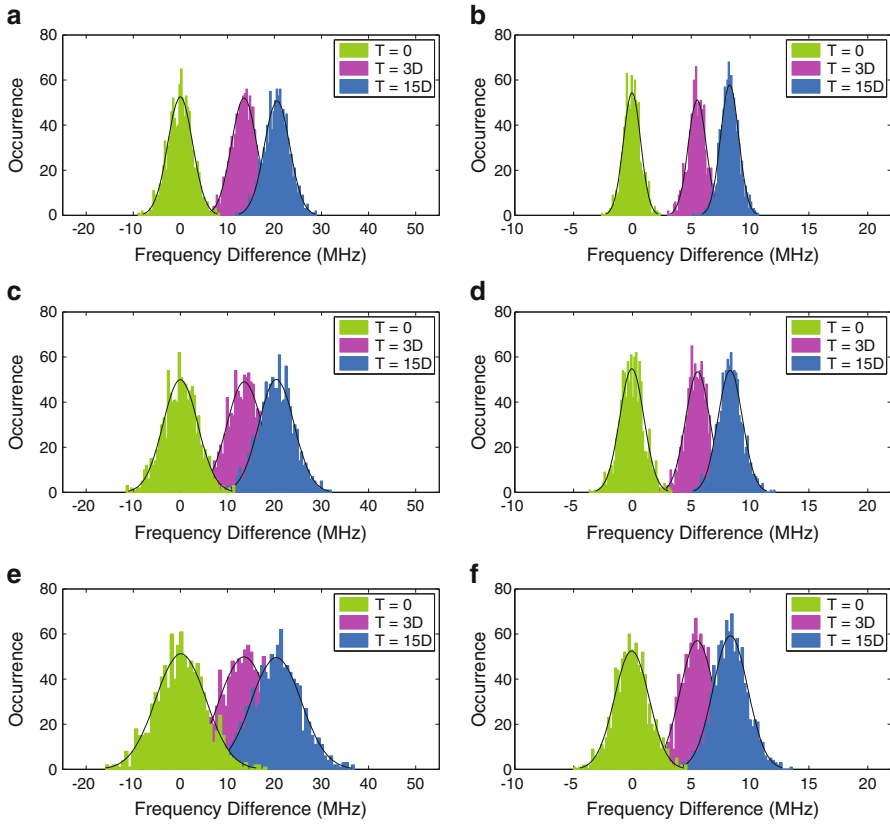 a
80
60
40
20
0
Occurrence
T = 0
T = 3D
T = 15D
-20 -10 0 10 20 30 40 50
Frequency Difference (MHz)
b
80
60
40
20
0
Occurrence
T = 0
T = 3D
T = 15D
-10 -5 0 5 10 15 20
Frequency Difference (MHz)
c
80
60
40
20
0
Occurrence
T = 0
T = 3D
T = 15D
-20 -10 0 10 20 30 40 50
Frequency Difference (MHz)
d
80
60
40
20
0
Occurrence
T = 0
T = 3D
T = 15D
-10 -5 0 5 10 15 20
Frequency Difference (MHz)
e
80
60
40
20
0
Occurrence
T = 0
T = 3D
T = 15D
-20 -10 0 10 20 30 40 50
Frequency Difference (MHz)
f
80
60
40
20
0
Occurrence
T = 0
T = 3D
T = 15D
-10 -5 0 5 10 15 20
Frequency Difference (MHz)